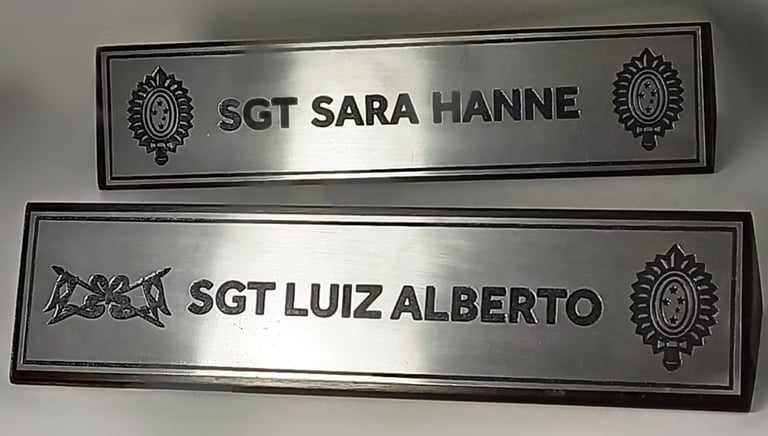 SGT SARA HANNE
SGT LUIZ ALBERTO